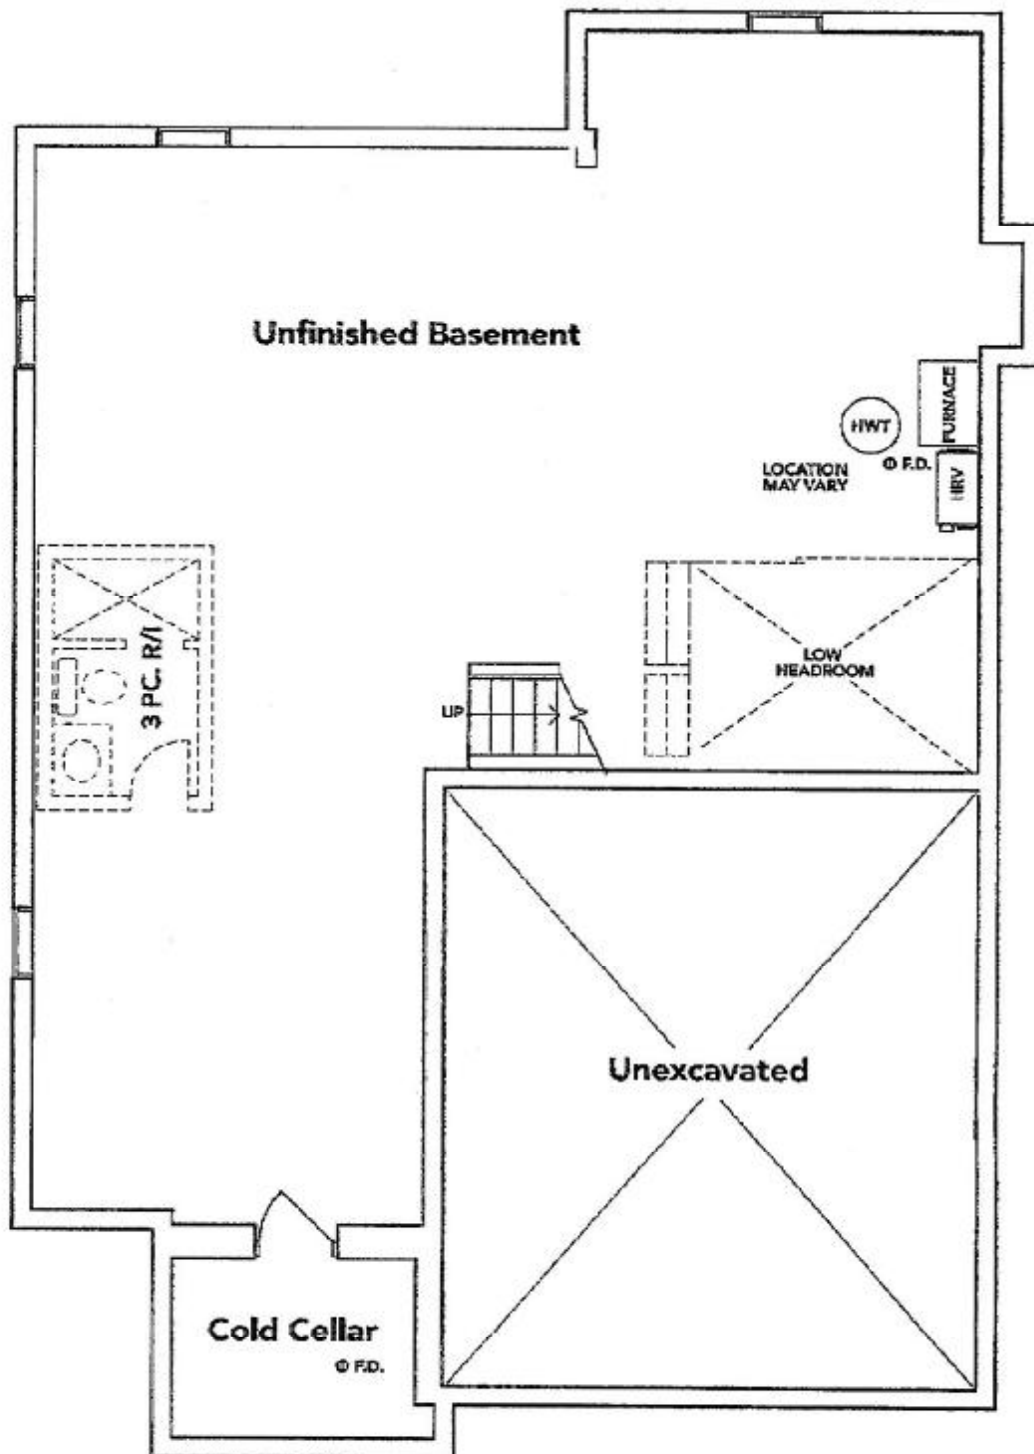 Unfinished Basement
FURNACE
HWT
Φ F.D.
LOCATION
MAY VARY
HRV
3 PC. R/I
LOW
HEADROOM
UP
Unexcavated
Cold Cellar
Φ F.D.